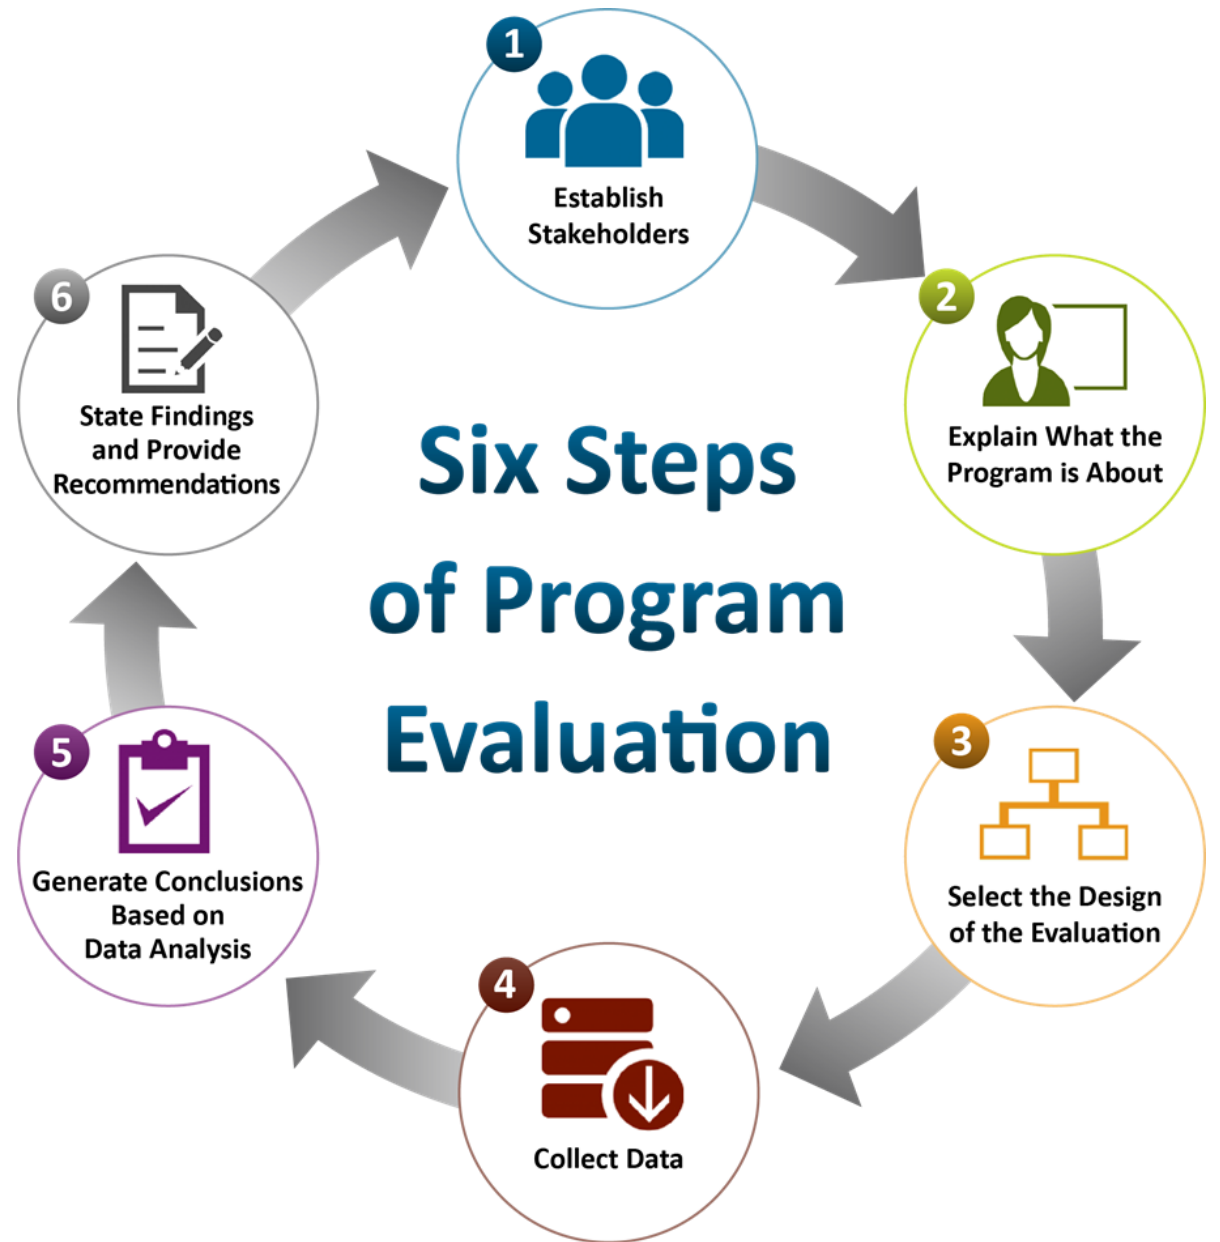 1
Establish
Stakeholders
2
Explain What the
Program is About
3
Select the Design
of the Evaluation
4
Collect Data
5
Generate Conclusions
Based on
Data Analysis
6
State Findings
and Provide
Recommendations
Six Steps
of Program
Evaluation